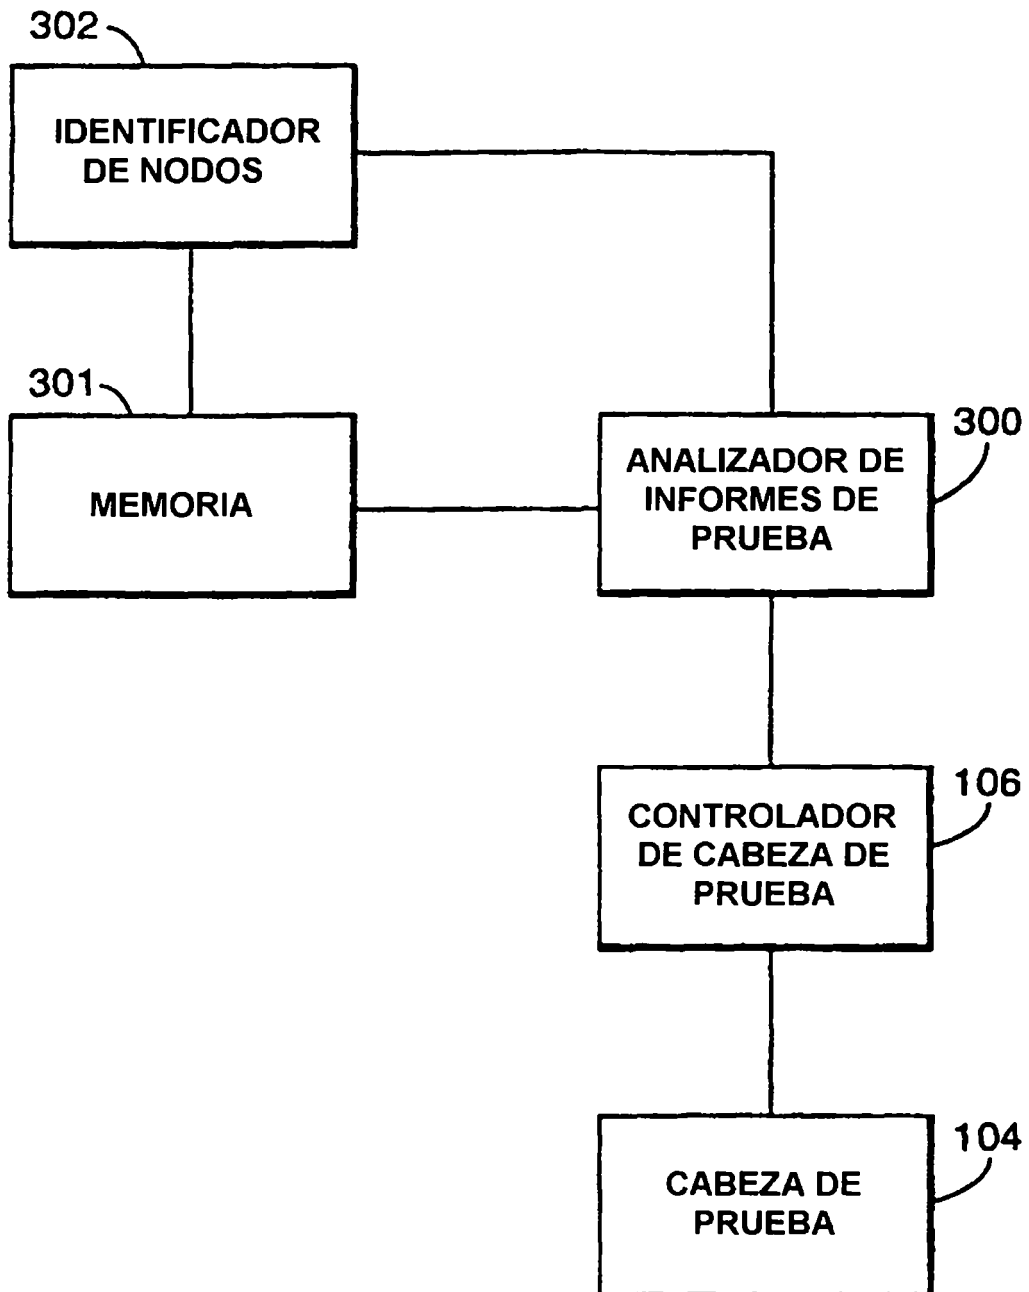 302
IDENTIFICADOR
DE NODOS
301
MEMORIA
300
ANALIZADOR DE
INFORMES DE
PRUEBA
106
CONTROLADOR
DE CABEZA DE
PRUEBA
104
CABEZA DE
PRUEBA